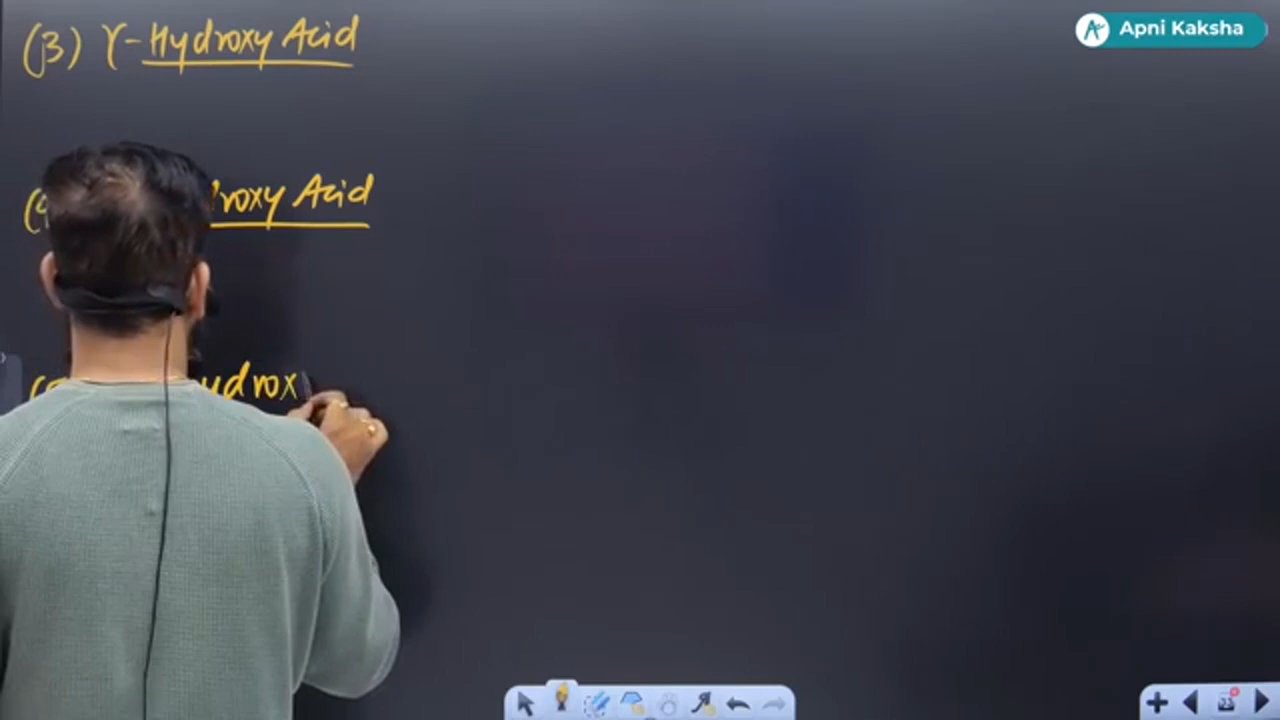 Apni Kaksha
(3) γ-Hydroxy Acid
roxy Acid
ydrox